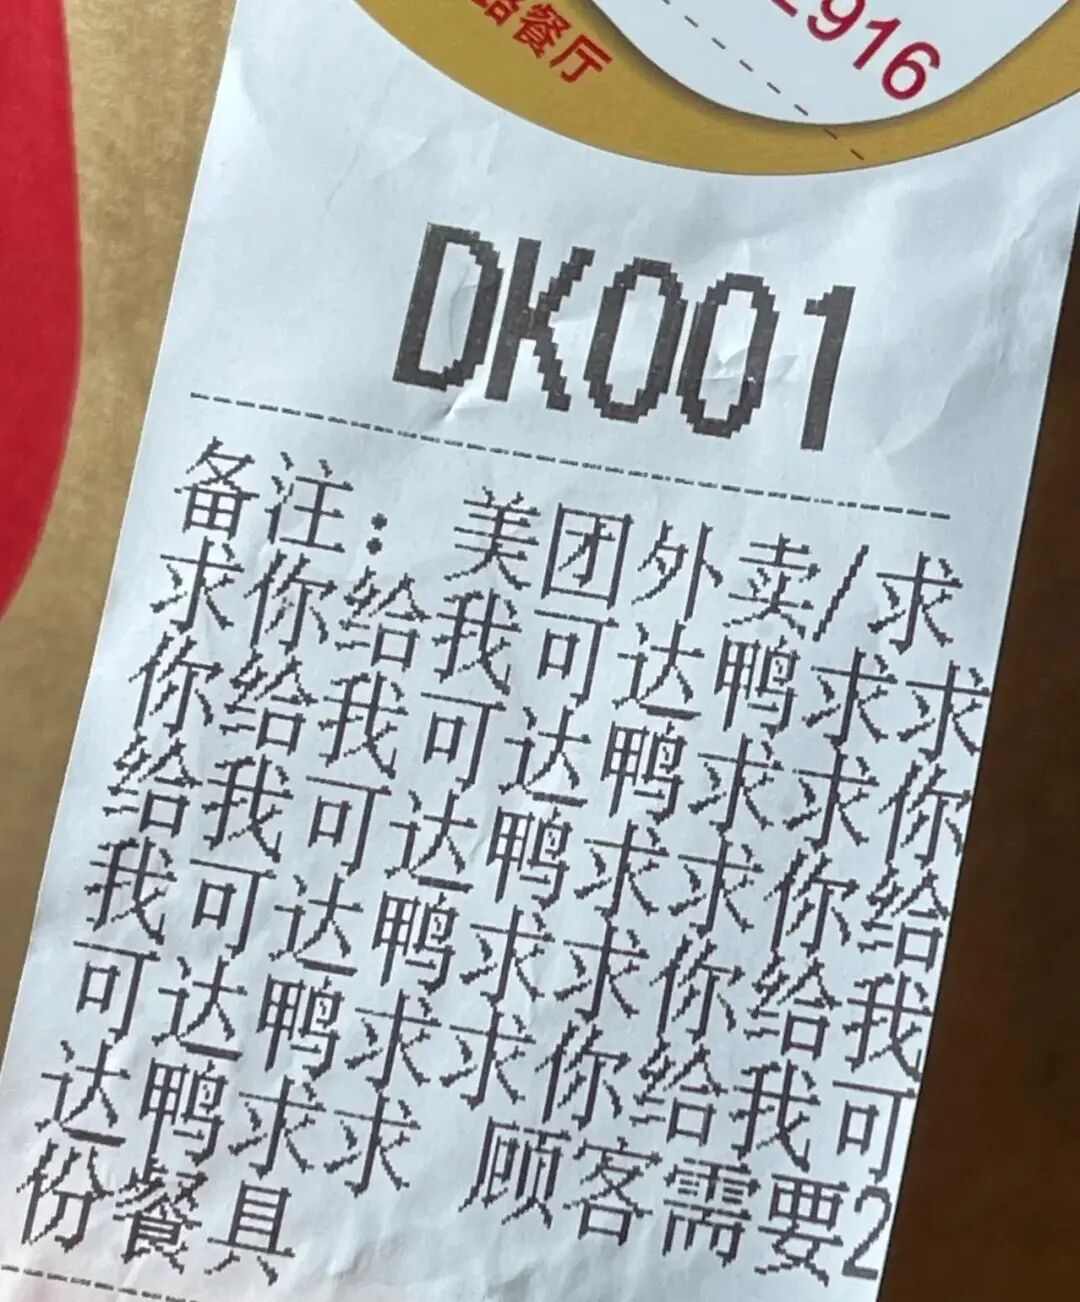 路餐厅
2916
DK001
备注：美团外卖/求
求你给我可达鸭求求
你给我可达鸭求求你
给我可达鸭求求你给
我可达鸭求求你给我
可达鸭求求你给我可
达鸭求求 顾客需要2
份餐具